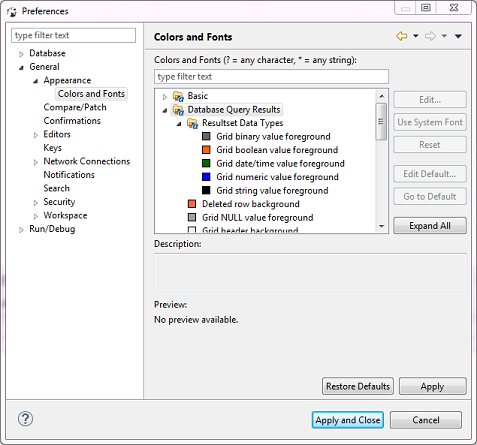 Preferences
type filter text
Database
General
Appearance
Colors and Fonts
Compare/Patch
Confirmations
Editors
Keys
Network Connections
Notifications
Search
Security
Workspace
Run/Debug
Colors and Fonts
Colors and Fonts (? = any character, * = any string):
type filter text
Basic
Database Query Results
Resultset Data Types
Grid binary value foreground
Grid boolean value foreground
Grid date/time value foreground
Grid numeric value foreground
Grid string value foreground
Deleted row background
Grid NULL value foreground
Grid header background
Edit...
Use System Font
Reset
Edit Default...
Go to Default
Expand All
Description:
Preview:
No preview available.
Restore Defaults
Apply
?
Apply and Close
Cancel